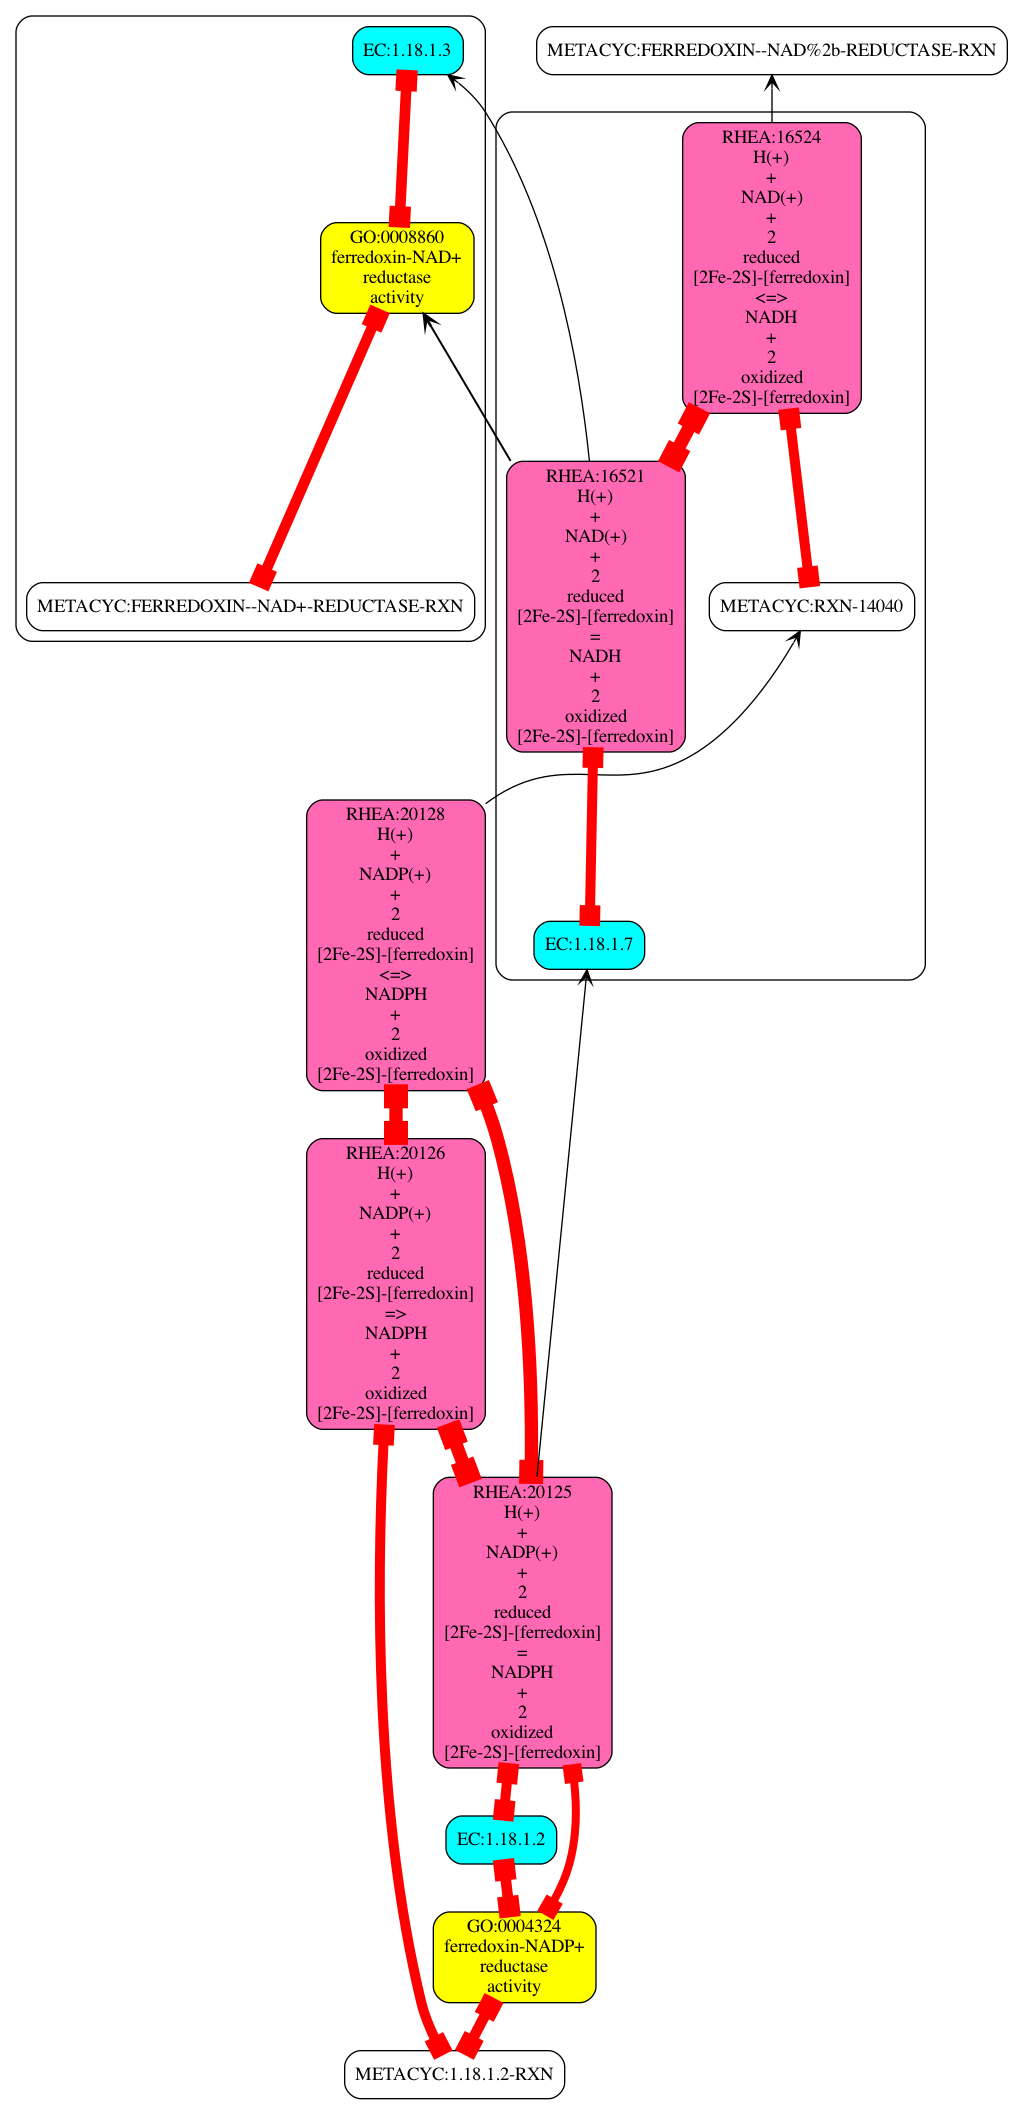 EC:1.18.1.3
METACYC:FERREDOXIN--NAD%2b-REDUCTASE-RXN
RHEA:16524
H(+)
+
NAD(+)
+
2
reduced
[2Fe-2S]-[ferredoxin]
<=>
NADH
+
2
oxidized
[2Fe-2S]-[ferredoxin]
GO:0008860
ferredoxin-NAD+
reductase
activity
RHEA:16521
H(+)
+
NAD(+)
+
2
reduced
[2Fe-2S]-[ferredoxin]
=
NADH
+
2
oxidized
[2Fe-2S]-[ferredoxin]
METACYC:FERREDOXIN--NAD+-REDUCTASE-RXN
METACYC:RXN-14040
RHEA:20128
H(+)
+
NADP(+)
+
2
reduced
[2Fe-2S]-[ferredoxin]
<=>
NADPH
+
2
oxidized
[2Fe-2S]-[ferredoxin]
EC:1.18.1.7
RHEA:20126
H(+)
+
NADP(+)
+
2
reduced
[2Fe-2S]-[ferredoxin]
=>
NADPH
+
2
oxidized
[2Fe-2S]-[ferredoxin]
RHEA:20125
H(+)
+
NADP(+)
+
2
reduced
[2Fe-2S]-[ferredoxin]
=
NADPH
+
2
oxidized
[2Fe-2S]-[ferredoxin]
EC:1.18.1.2
GO:0004324
ferredoxin-NADP+
reductase
activity
METACYC:1.18.1.2-RXN